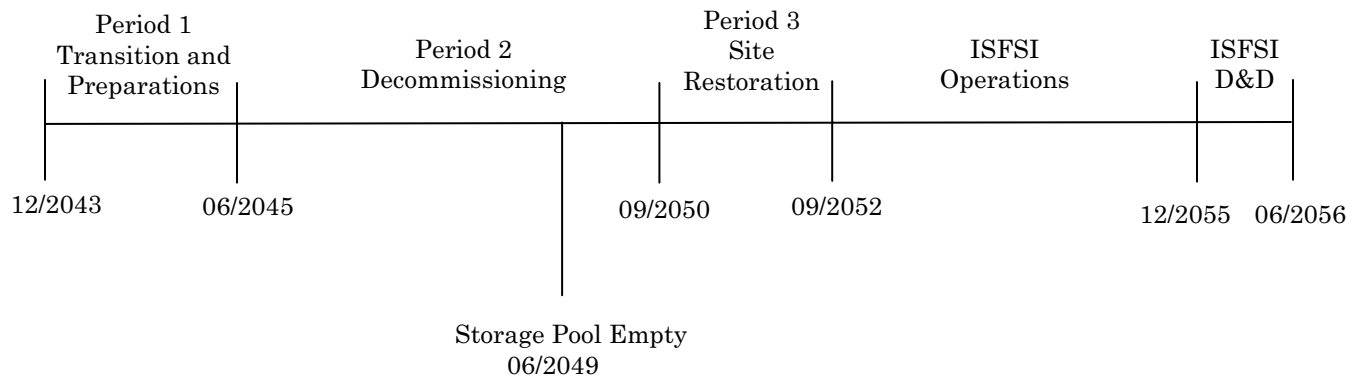 Period 1
Transition and
Preparations
Period 2
Decommissioning
Period 3
Site
Restoration
ISFSI
Operations
ISFSI
D&D
12/2043
06/2045
09/2050
09/2052
12/2055
06/2056
Storage Pool Empty
06/2049